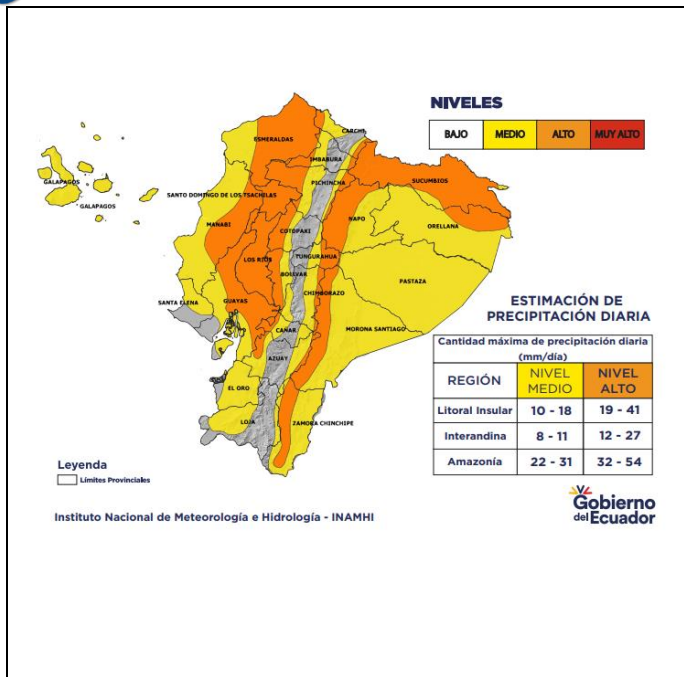 NIVELES
BAJO MEDIO ALTO MUY ALTO
CARCHI
ESMERALDAS
IMBABURA
PICHINCHA
SUCUMBIOS
GALAPAGOS
SANTO DOMINGO DE LOS TSACHILAS
GALAPAGOS
NAPO
MANABI
ORELLANA
COTOPAXI
LOS RIOS
TUNGURAHUA
BOLIVAR
PASTAZA
CHIMBORAZO
SANTA ELENA
GUAYAS
MORONA SANTIAGO
CAÑAR
AZUAY
EL ORO
LOJA
ZAMORA CHINCHIPE
ESTIMACIÓN DE
PRECIPITACIÓN DIARIA
Cantidad máxima de precipitación diaria
(mm/día)
REGIÓN NIVEL MEDIO NIVEL ALTO
Litoral Insular 10 - 18 19 - 41
Interandina 8 - 11 12 - 27
Amazonía 22 - 31 32 - 54
Leyenda
Límites Provinciales
Instituto Nacional de Meteorología e Hidrología - INAMHI
Gobierno
del Ecuador